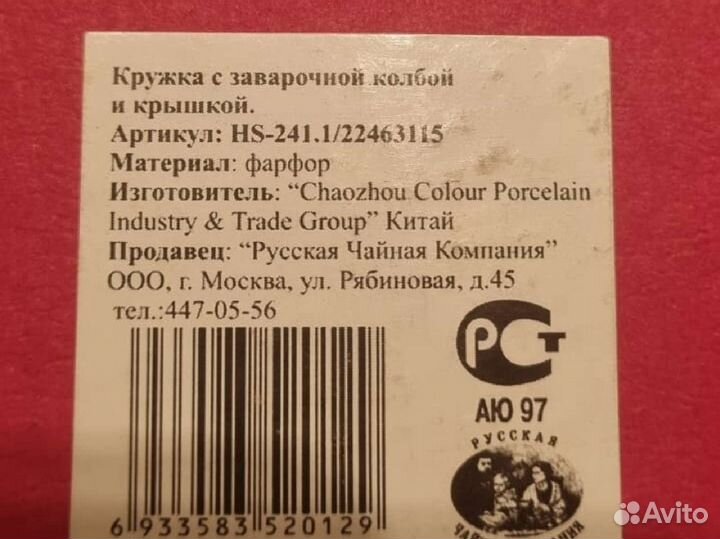 Кружка с заварочной колбой
и крышкой.
Артикул: HS-241.1/22463115
Материал: фарфор
Изготовитель: “Chaozhou Colour Porcelain
Industry & Trade Group” Китай
Продавец: “Русская Чайная Компания”
ООО, г. Москва, ул. Рябиновая, д.45
тел.:447-05-56
РСТ
АЮ 97
РУССКАЯ
6 933583 520129
Avito